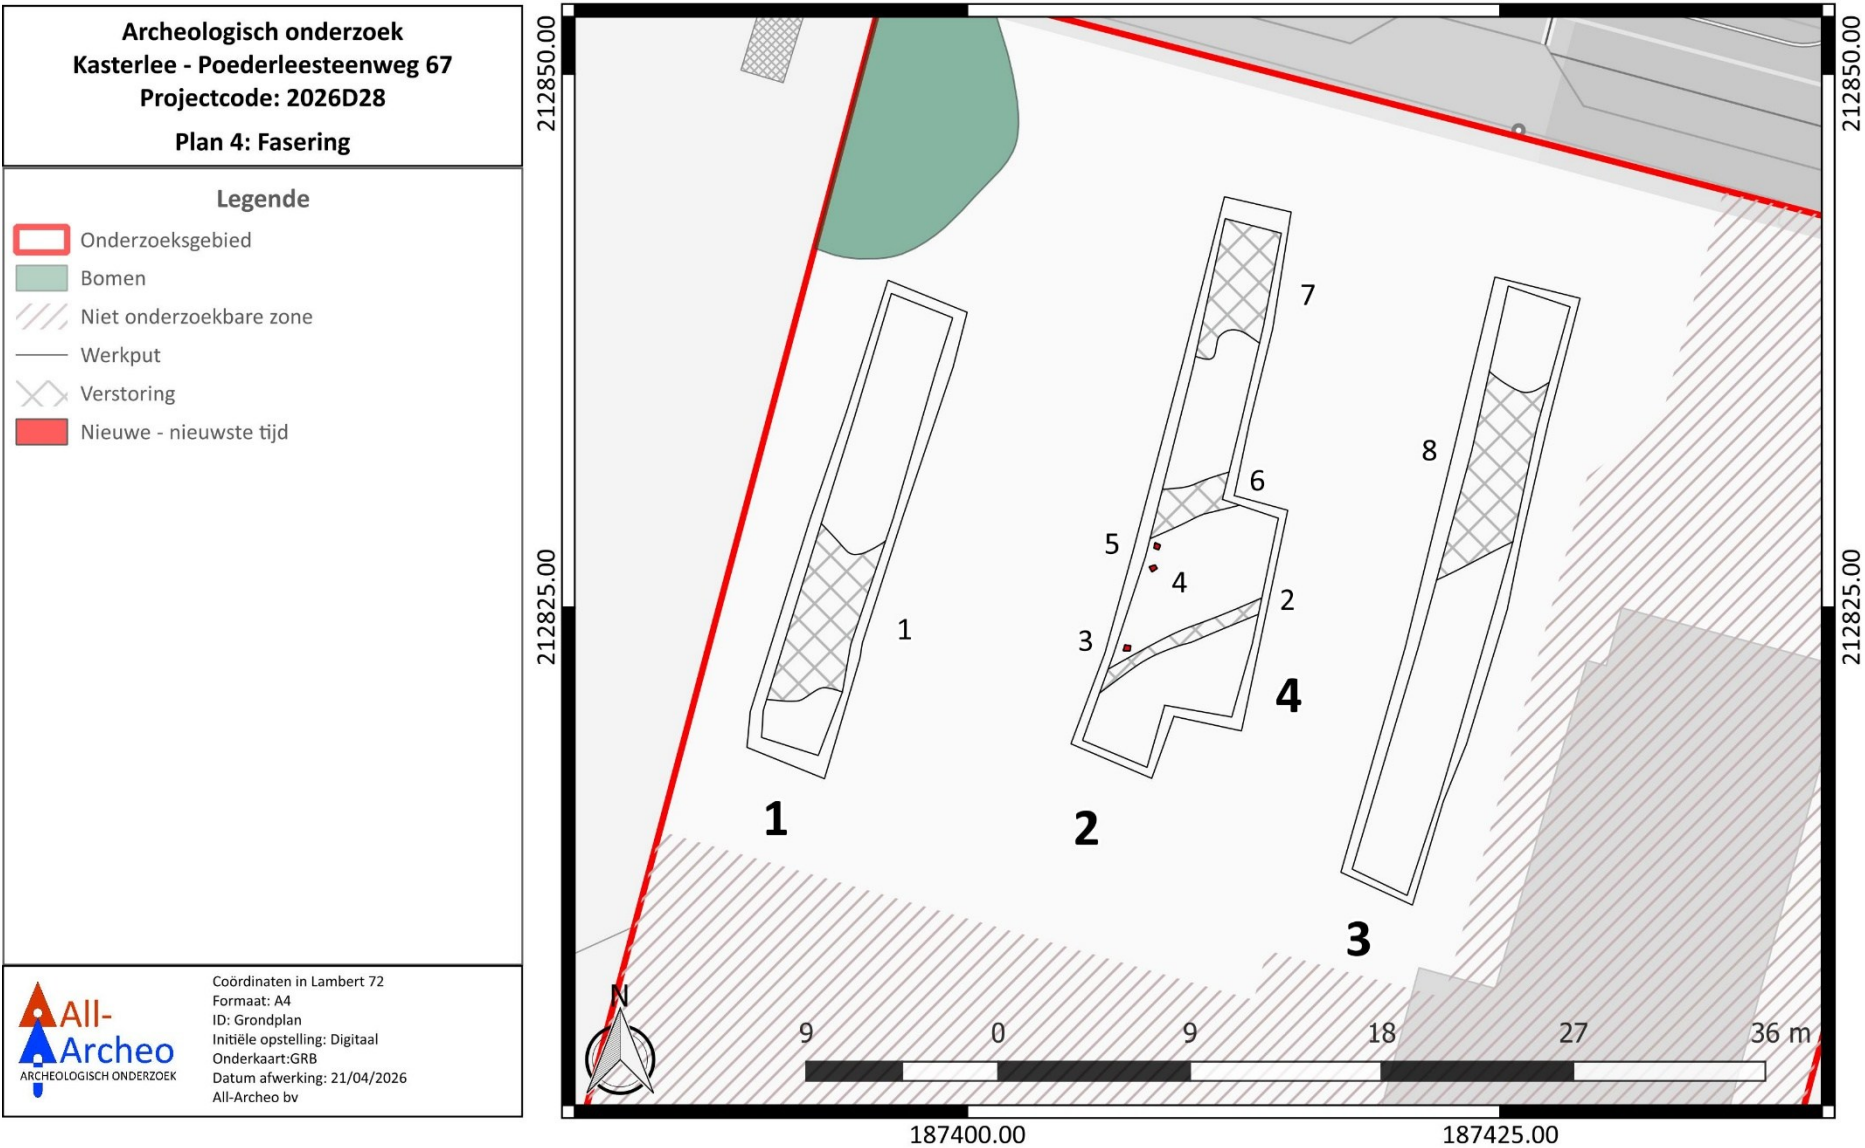 Archeologisch onderzoek
Kasterlee - Poederleesteenweg 67
Projectcode: 2026D28
Plan 4: Fasering
Legende
Onderzoeksgebied
Bomen
Niet onderzoekbare zone
Werkput
Verstoring
Nieuwe - nieuwste tijd
All-
Archeo
ARCHEOLOGISCH ONDERZOEK
Coördinaten in Lambert 72
Formaat: A4
ID: Grondplan
Initiële opstelling: Digitaal
Onderkaart:GRB
Datum afwerking: 21/04/2026
All-Archeo bv
212850.00
212850.00
7
8
6
5
4
2
3
1
212825.00
212825.00
4
1
2
3
N
9 0 9 18 27 36 m
187400.00
187425.00